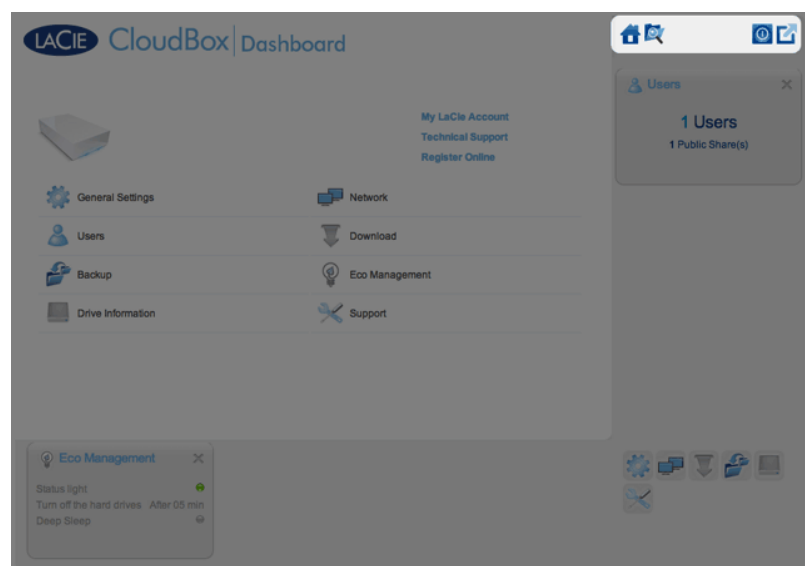 LACIE CloudBox Dashboard
Users
1 Users
1 Public Share(s)
My LaCie Account
Technical Support
Register Online
General Settings
Network
Users
Download
Backup
Eco Management
Drive Information
Support
Eco Management
Status light
Turn off the hard drives After 05 min
Deep Sleep